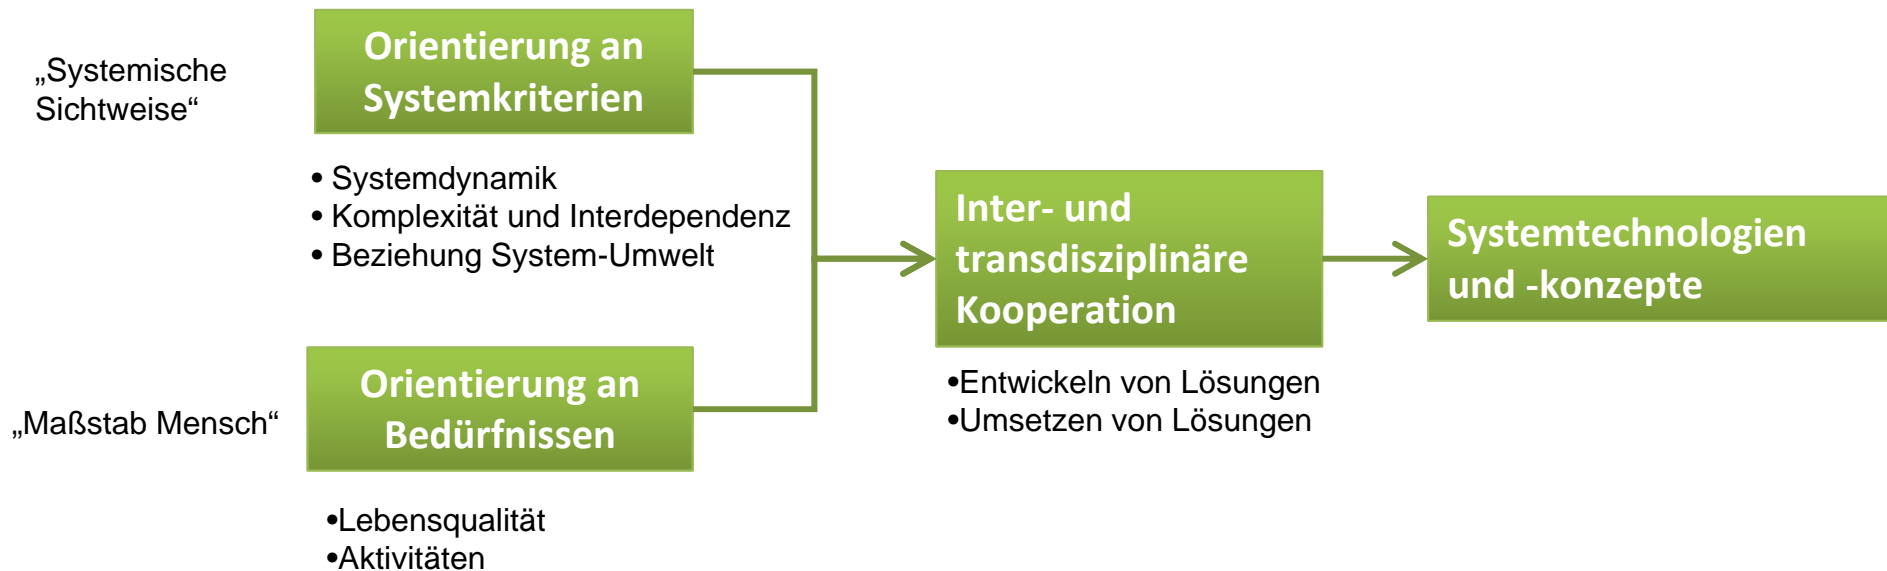 „Systemische
Sichtweise“
Orientierung an
Systemkriterien
• Systemdynamik
• Komplexität und Interdependenz
• Beziehung System-Umwelt
„Maßstab Mensch“
Orientierung an
Bedürfnissen
•Lebensqualität
•Aktivitäten
Inter- und
transdisziplinäre
Kooperation
•Entwickeln von Lösungen
•Umsetzen von Lösungen
Systemtechnologien
und -konzepte